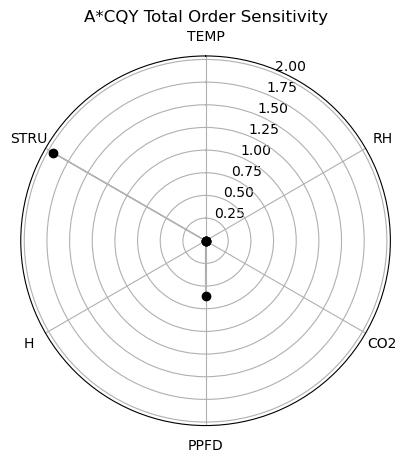 A*CQY Total Order Sensitivity
TEMP
2.00
1.75
1.50
1.25
1.00
0.75
0.50
0.25
STRU
RH
H
CO2
PPFD